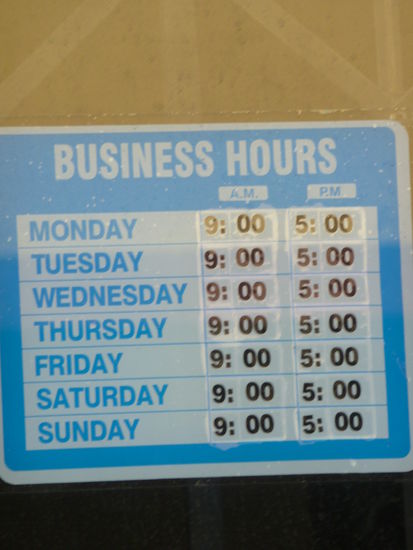 BUSINESS HOURS
A.M. P.M
MONDAY 9: 00 5: 00
TUESDAY 9: 00 5: 00
WEDNESDAY 9: 00 5: 00
THURSDAY 9: 00 5: 00
FRIDAY 9: 00 5: 00
SATURDAY 9: 00 5: 00
SUNDAY 9: 00 5: 00